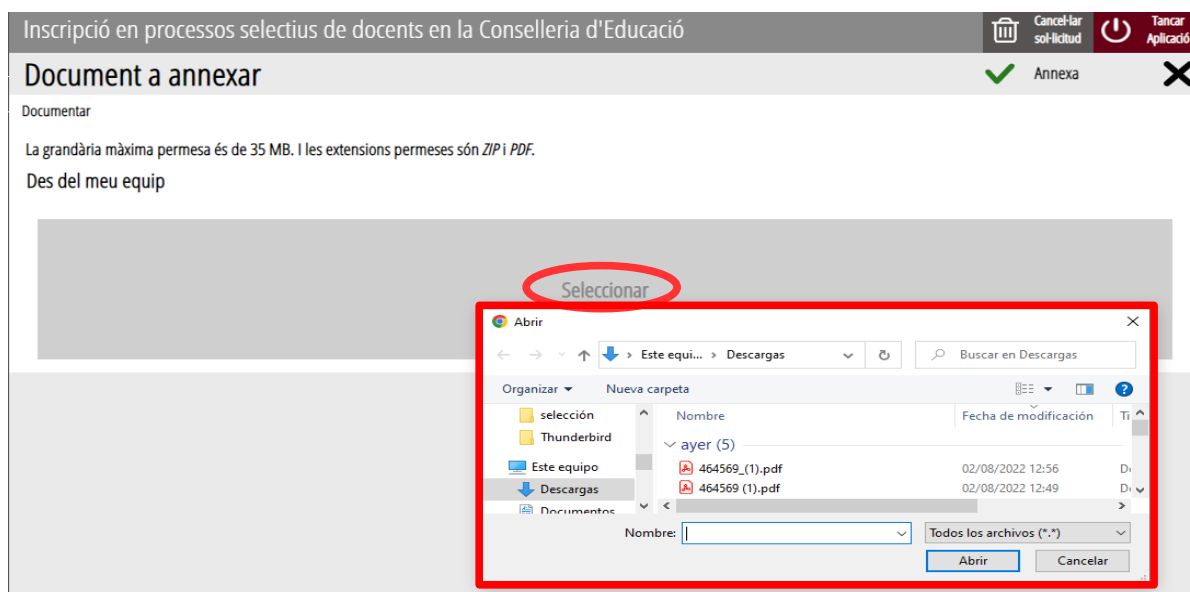 Inscripció en processos selectius de docents en la Conselleria d'Educació
Cancel·lar
sol·licitud
Tancar
Aplicació
Document a annexar
Annexa
Documentar
La grandària màxima permesa és de 35 MB. I les extensions permeses són ZIP i PDF.
Des del meu equip
Seleccionar
Abrir
Este equi... › Descargas
Buscar en Descargas
Organizar
Nueva carpeta
selección
Nombre
Fecha de modificación
Ti
Thunderbird
ayer (5)
Este equipo
464569_(1).pdf
02/08/2022 12:56
Descargas
464569 (1).pdf
02/08/2022 12:49
Documentos
Nombre:
Todos los archivos (*.*)
Abrir
Cancelar